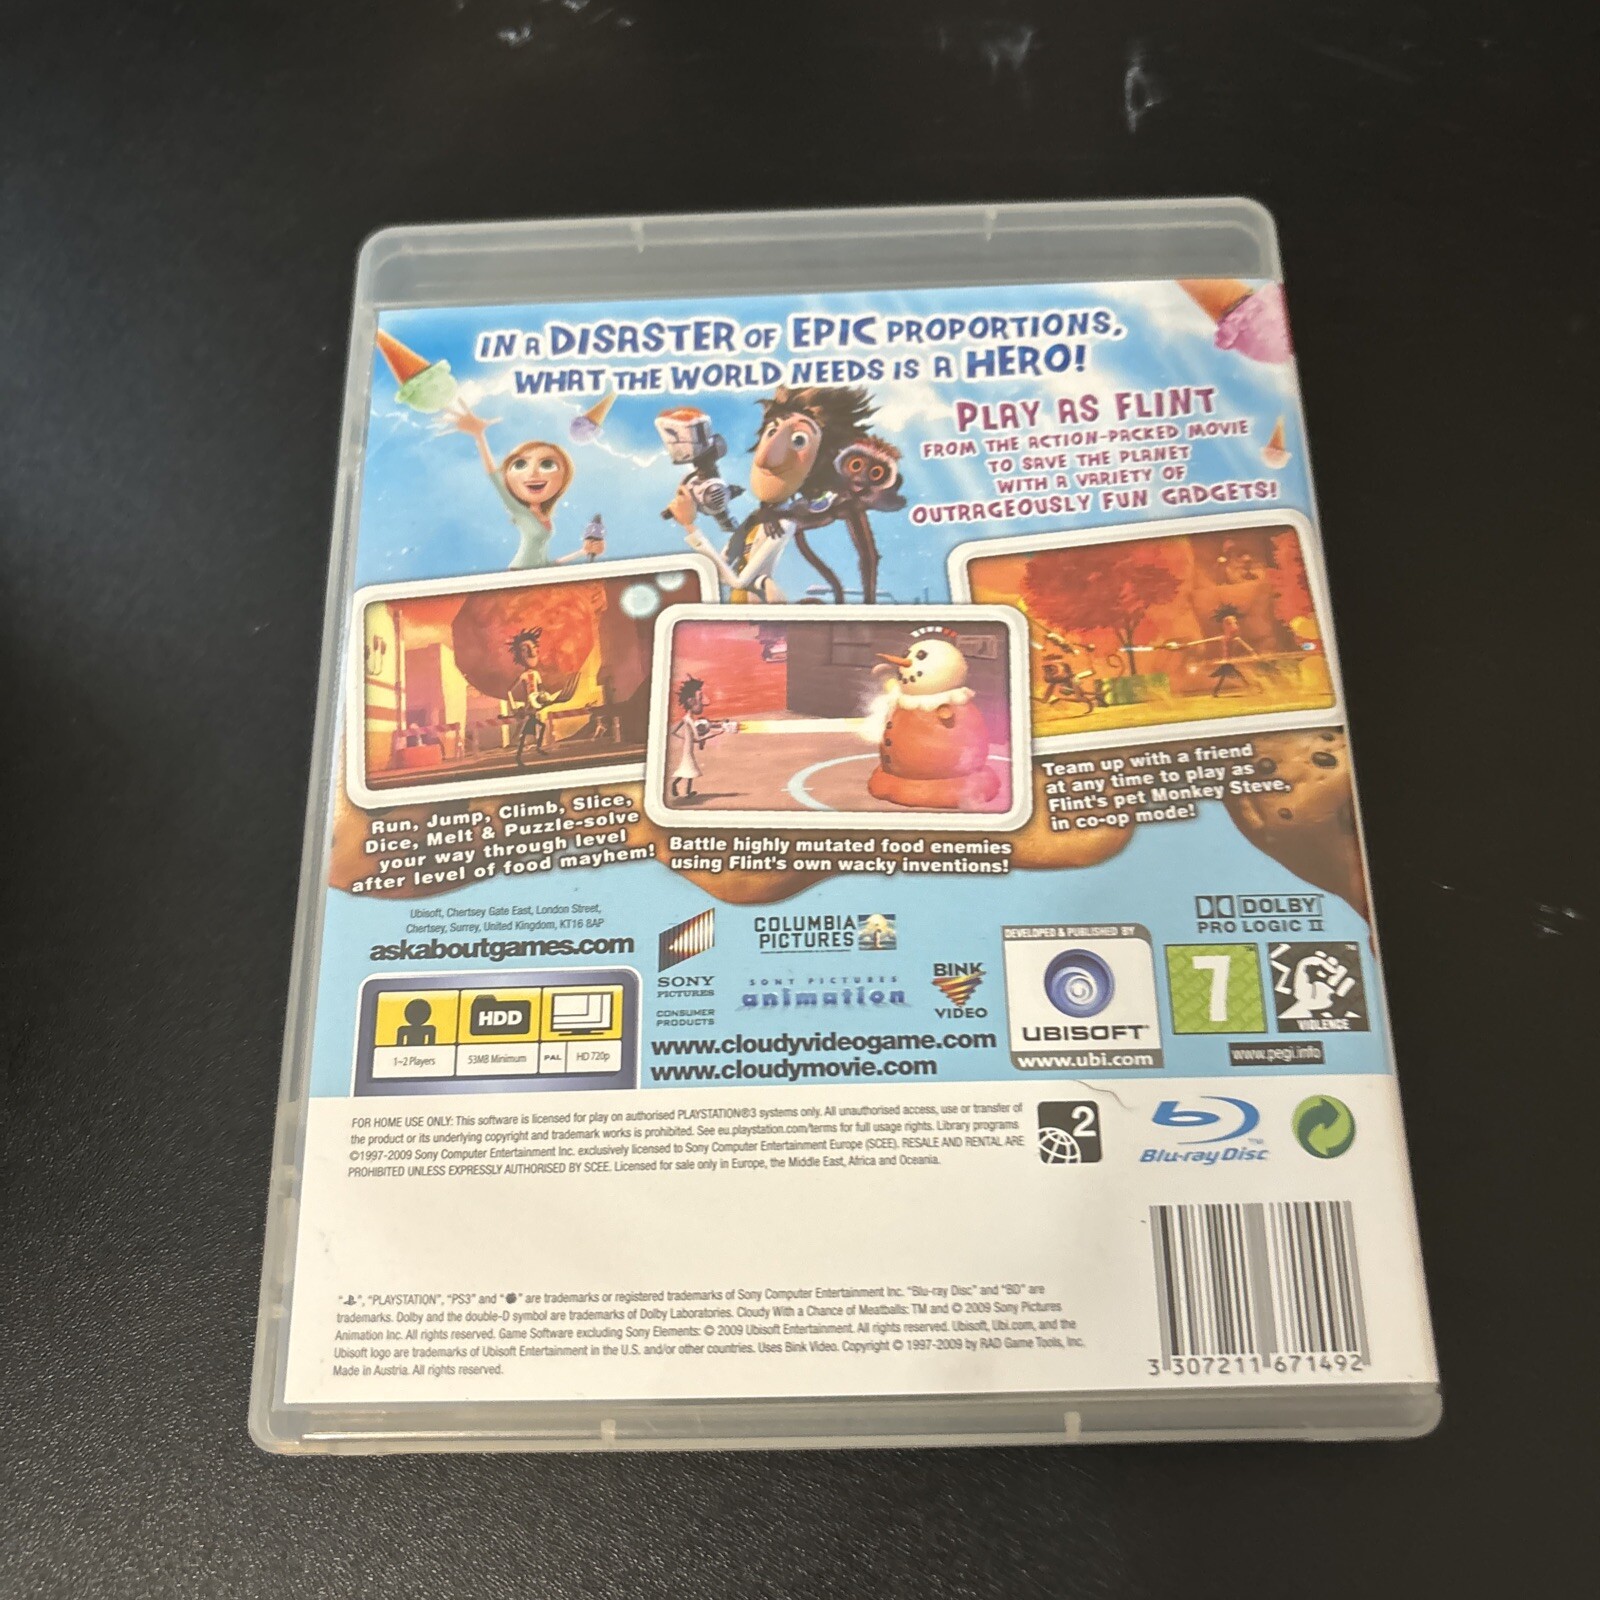 IN A DISASTER OF EPIC PROPORTIONS,
WHAT THE WORLD NEEDS IS A HERO!
PLAY AS FLINT
FROM THE ACTION-PACKED MOVIE
TO SAVE THE PLANET
WITH A VARIETY OF
OUTRAGEOUSLY FUN GADGETS!
Run, Jump, Climb, Slice,
Dice, Melt & Puzzle-solve
your way through level
after level of food mayhem!
Battle highly mutated food enemies
using Flint's own wacky inventions!
Team up with a friend
at any time to play as
Flint's pet Monkey Steve,
in co-op mode!
Ubisoft, Chertsey Gate East, London Street,
Chertsey, Surrey, United Kingdom, KT16 8AP
askaboutgames.com
SONY
PICTURES
CONSUMER
PRODUCTS
COLUMBIA
PICTURES
SONY PICTURES
animation
BINK
VIDEO
www.cloudyvideogame.com
www.cloudymovie.com
DEVELOPED & PUBLISHED BY
UBISOFT
www.ubi.com
DOLBY
PRO LOGIC II
7
VIOLENCE
www.pegi.info
HDD
1-2 Players
53MB Minimum
PAL
HD 720p
FOR HOME USE ONLY: This software is licensed for play on authorised PLAYSTATION®3 systems only. All unauthorised access, use or transfer of
the product or its underlying copyright and trademark works is prohibited. See eu.playstation.com/terms for full usage rights. Library programs
©1997-2009 Sony Computer Entertainment Inc. exclusively licensed to Sony Computer Entertainment Europe (SCEE). RESALE AND RENTAL ARE
PROHIBITED UNLESS EXPRESSLY AUTHORISED BY SCEE. Licensed for sale only in Europe, the Middle East, Africa and Oceania.
2
Blu-ray Disc™
" ", "PLAYSTATION", "PS3" and " " are trademarks or registered trademarks of Sony Computer Entertainment Inc. "Blu-ray Disc" and "BD" are
trademarks. Dolby and the double-D symbol are trademarks of Dolby Laboratories. Cloudy With a Chance of Meatballs: TM and © 2009 Sony Pictures
Animation Inc. All rights reserved. Game Software excluding Sony Elements: © 2009 Ubisoft Entertainment. All rights reserved. Ubisoft, Ubi.com, and the
Ubisoft logo are trademarks of Ubisoft Entertainment in the U.S. and/or other countries. Uses Bink Video. Copyright © 1997-2009 by RAD Game Tools, Inc.
Made in Austria. All rights reserved.
3 307211 671492